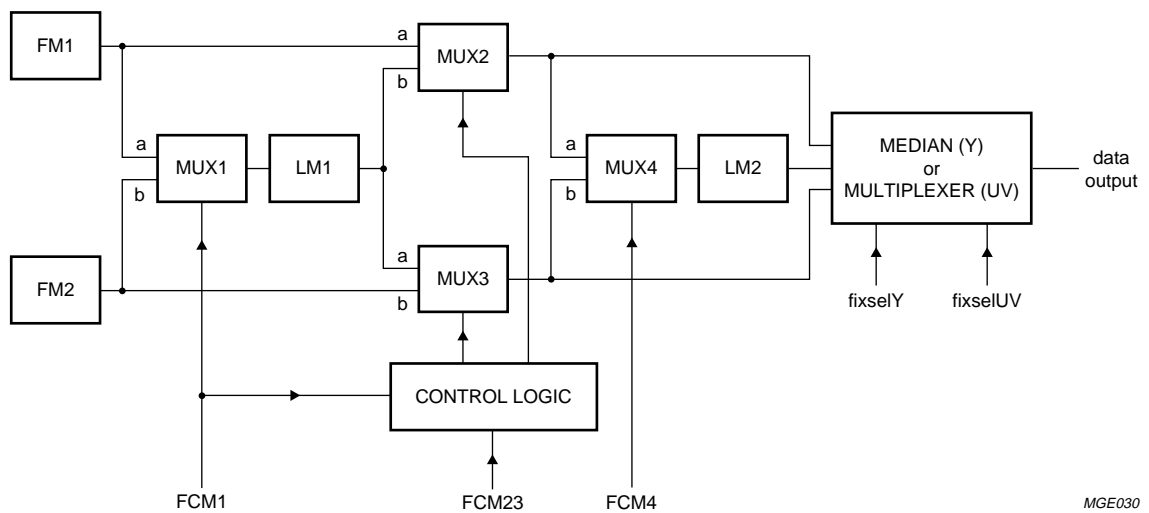 FM1
a
MUX2
b
a
MUX1
LM1
b
a
MUX4
LM2
b
MEDIAN (Y)
or
MULTIPLEXER (UV)
data
output
FM2
a
MUX3
b
fixselY
fixselUV
CONTROL LOGIC
FCM1
FCM23
FCM4
MGE030